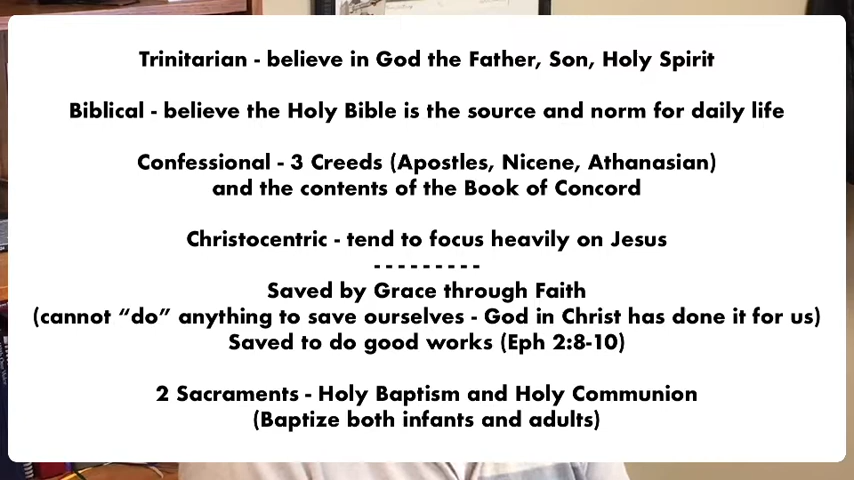 Trinitarian - believe in God the Father, Son, Holy Spirit
Biblical - believe the Holy Bible is the source and norm for daily life
Confessional - 3 Creeds (Apostles, Nicene, Athanasian)
and the contents of the Book of Concord
Christocentric - tend to focus heavily on Jesus
- - - - - - - - -
Saved by Grace through Faith
(cannot “do” anything to save ourselves - God in Christ has done it for us)
Saved to do good works (Eph 2:8-10)
2 Sacraments - Holy Baptism and Holy Communion
(Baptize both infants and adults)